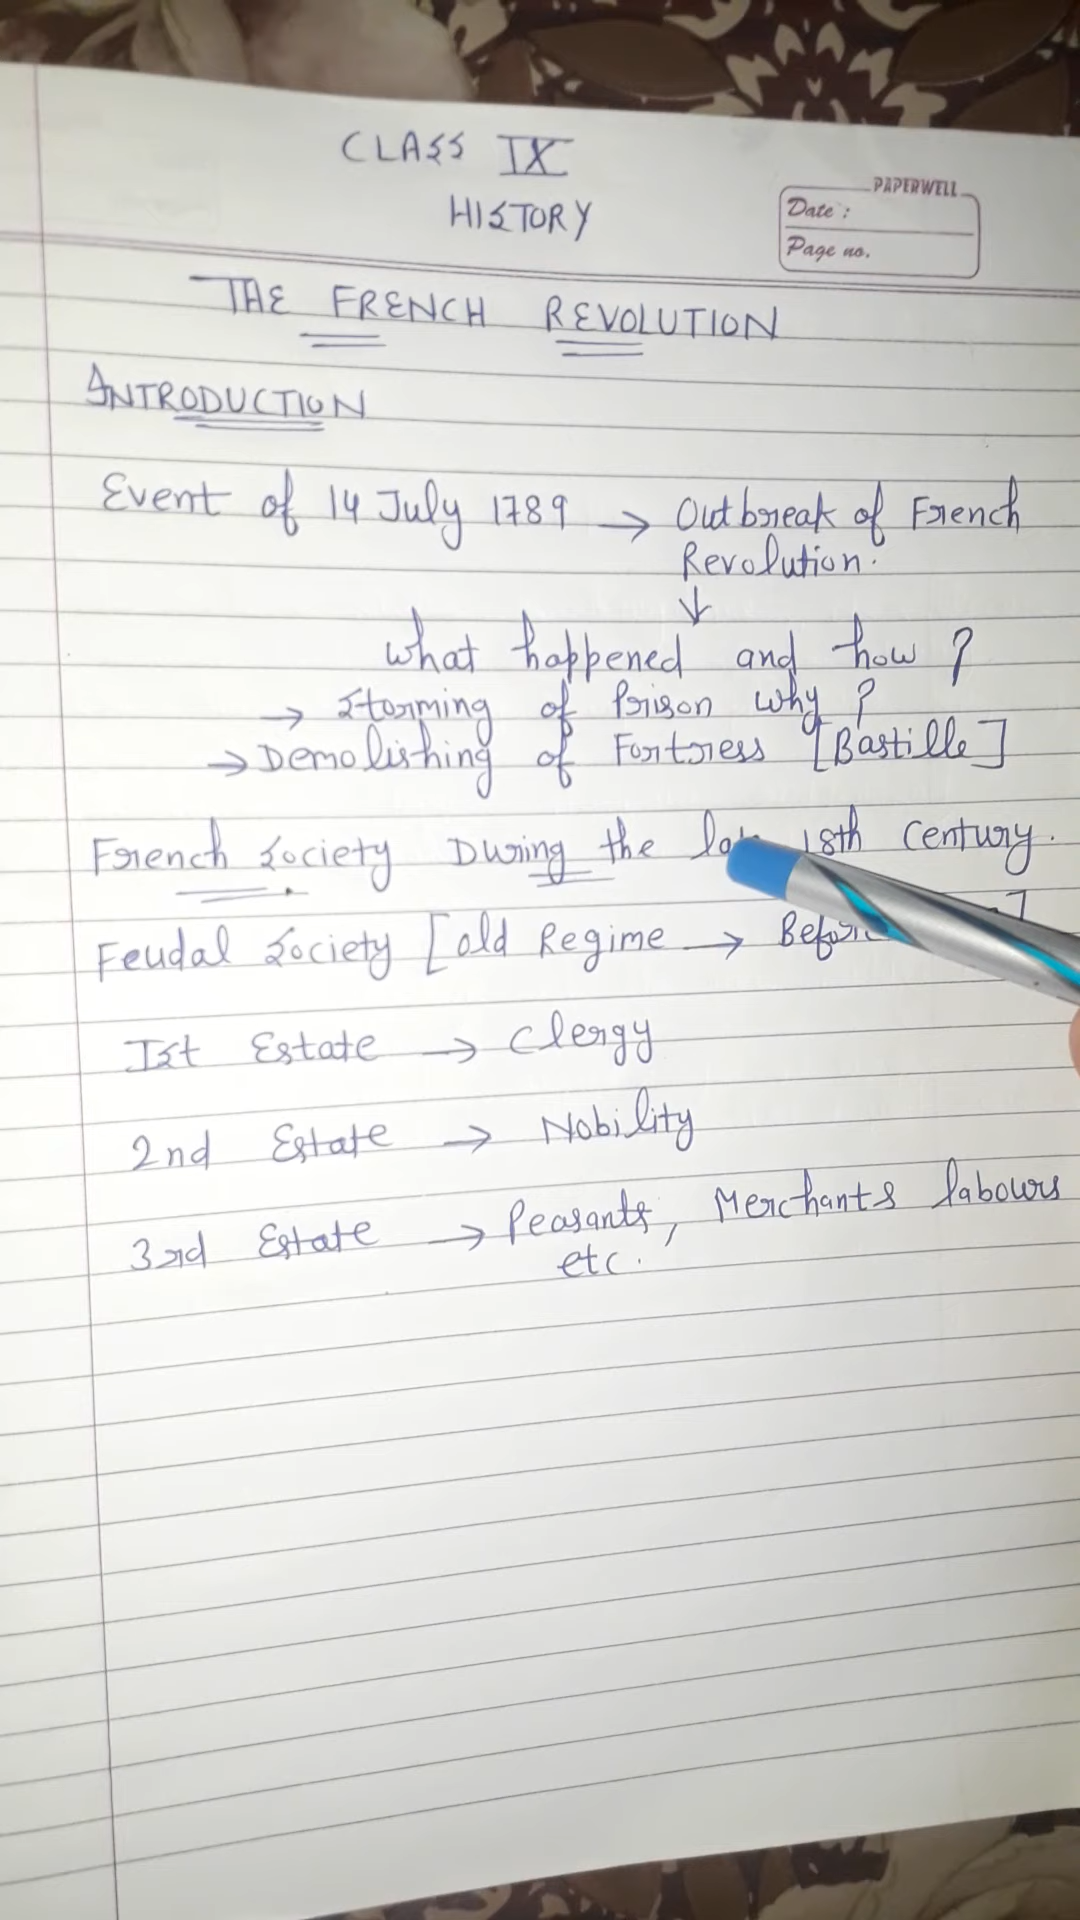 CLASS IX
HISTORY
PAPERWELL
Date :
Page no.
THE FRENCH REVOLUTION
INTRODUCTION
Event of 14 July 1789 → Outbreak of French
Revolution.
↓
what happened and how ?
→ Storming of Prison why ?
→ Demolishing of Fortress [Bastille]
French Society During the 18th Century.
Feudal Society [old Regime →
Ist Estate → Clergy
2nd Estate → Nobility
3rd Estate → Peasants, Merchants labours
etc.